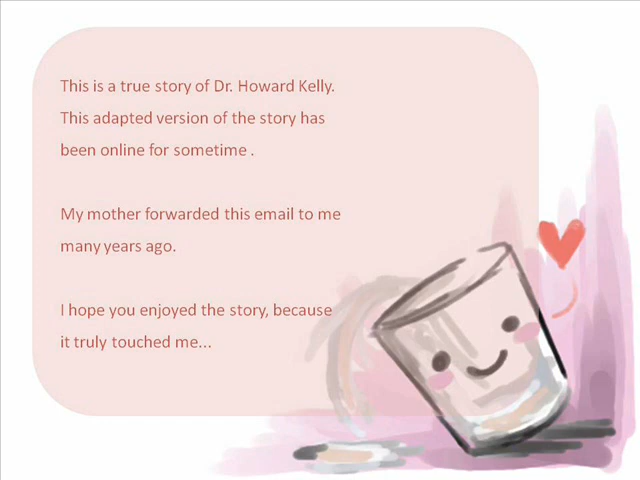 This is a true story of Dr. Howard Kelly.
This adapted version of the story has
been online for sometime .
My mother forwarded this email to me
many years ago.
I hope you enjoyed the story, because
it truly touched me...